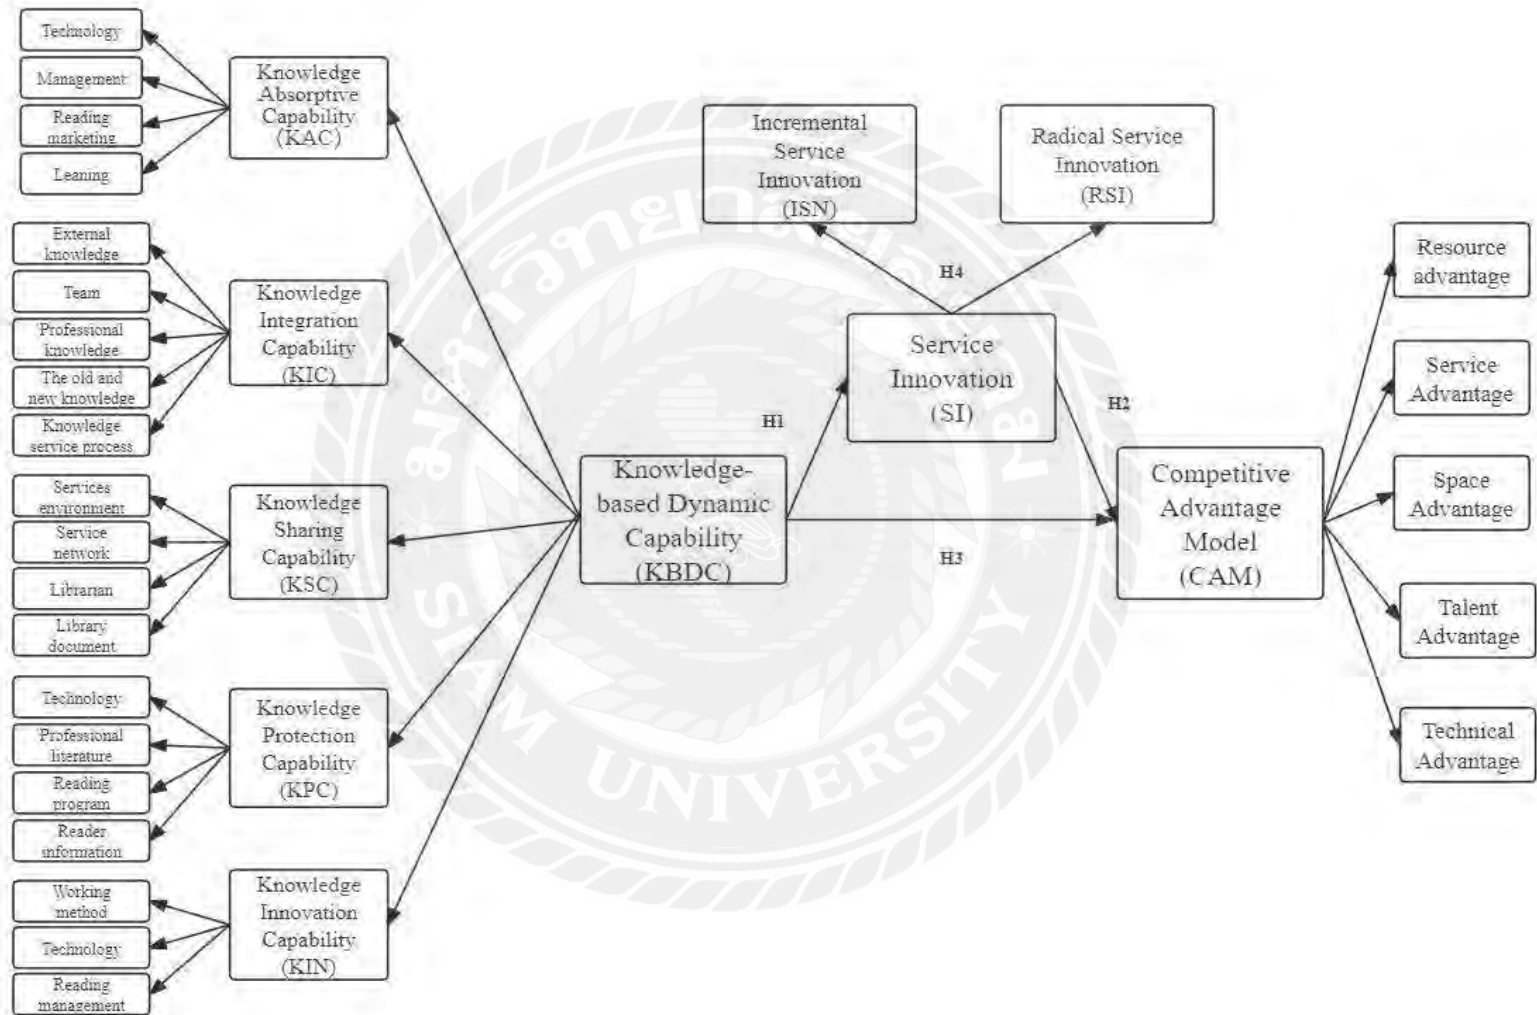 Technology
Management
Reading
marketing
Leaning
Knowledge
Absorptive
Capability
(KAC)
External
knowledge
Team
Professional
knowledge
The old and
new knowledge
Knowledge
service process
Knowledge
Integration
Capability
(KIC)
Services
environment
Service
network
Librarian
Library
document
Knowledge
Sharing
Capability
(KSC)
Technology
Professional
literature
Reading
program
Reader
information
Knowledge
Protection
Capability
(KPC)
Working
method
Technology
Reading
management
Knowledge
Innovation
Capability
(KIN)
Knowledge-
based Dynamic
Capability
(KBDC)
H1
Incremental
Service
Innovation
(ISN)
Radical Service
Innovation
(RSI)
H4
Service
Innovation
(SI)
H2
H3
Competitive
Advantage
Model
(CAM)
Resource
advantage
Service
Advantage
Space
Advantage
Talent
Advantage
Technical
Advantage
SIAM UNIVERSITY